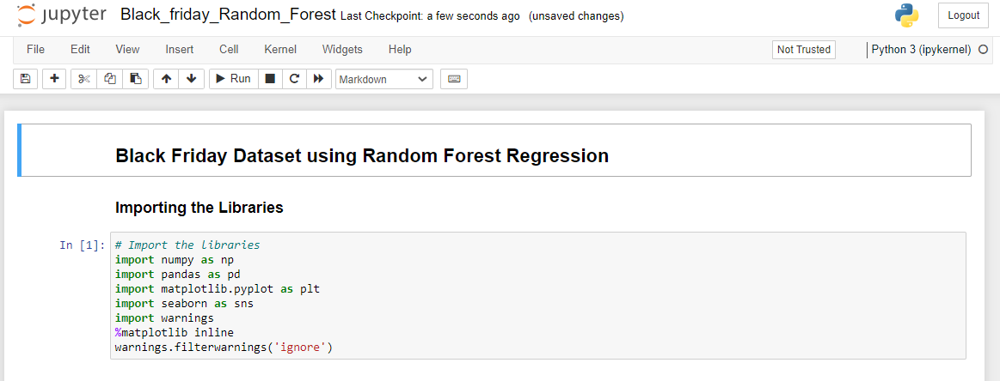 jupyter Black_friday_Random_Forest Last Checkpoint: a few seconds ago (unsaved changes) Logout
File Edit View Insert Cell Kernel Widgets Help Not Trusted Python 3 (ipykernel)
Run Markdown
Black Friday Dataset using Random Forest Regression
Importing the Libraries
In [1]: # Import the libraries
import numpy as np
import pandas as pd
import matplotlib.pyplot as plt
import seaborn as sns
import warnings
%matplotlib inline
warnings.filterwarnings('ignore')